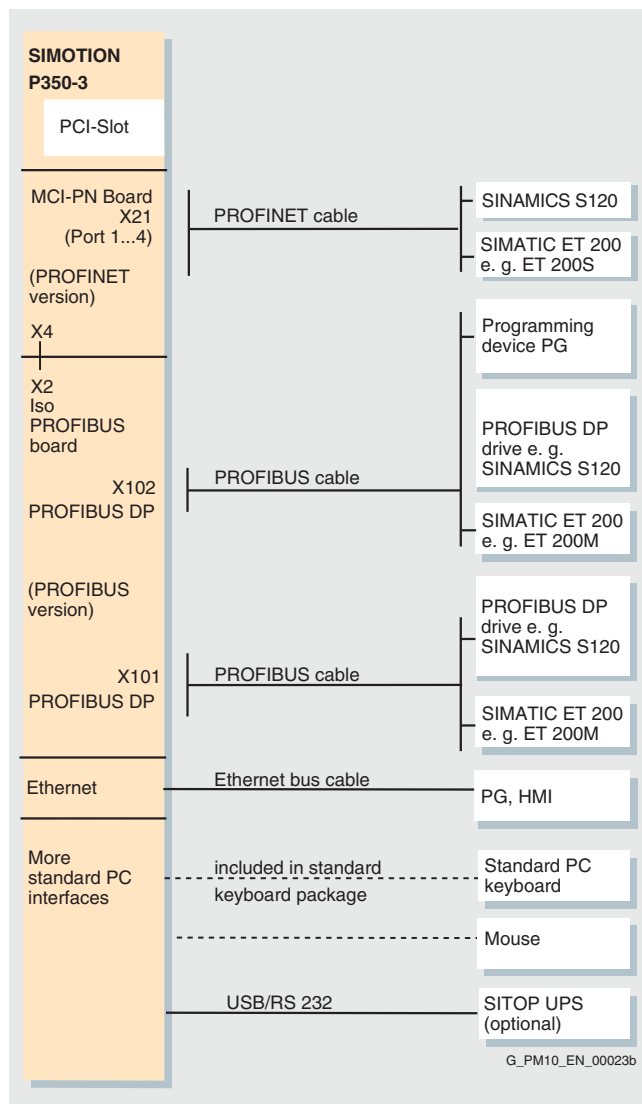 SIMOTION
P350-3
PCI-Slot
MCI-PN Board
X21
(Port 1...4)
(PROFINET
version)
X4
PROFINET cable
SINAMICS S120
SIMATIC ET 200
e. g. ET 200S
X2
Iso
PROFIBUS
board
X102
PROFIBUS DP
PROFIBUS cable
Programming
device PG
PROFIBUS DP
drive e. g.
SINAMICS S120
SIMATIC ET 200
e. g. ET 200M
(PROFIBUS
version)
X101
PROFIBUS DP
PROFIBUS cable
PROFIBUS DP
drive e. g.
SINAMICS S120
SIMATIC ET 200
e. g. ET 200M
Ethernet
Ethernet bus cable
PG, HMI
More
standard PC
interfaces
included in standard
keyboard package
Standard PC
keyboard
Mouse
USB/RS 232
SITOP UPS
(optional)
G_PM10_EN_00023b